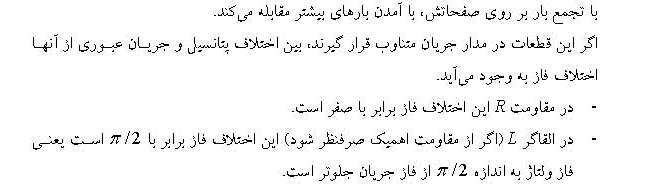 با تجمع بار بر روی صفحاتش، با آمدن بارهای بیشتر مقابله می‌کند.
اگر این قطعات در مدار جریان متناوب قرار گیرند، بین اختلاف پتانسیل و جریان عبوری از آنها
اختلاف فاز به وجود می‌آید.
- در مقاومت R این اختلاف فاز برابر با صفر است.
- در القاگر L (اگر از مقاومت اهمیک صرفنظر شود) این اختلاف فاز برابر با π/2 است یعنی
فاز ولتاژ به اندازه π/2 از فاز جریان جلوتر است.